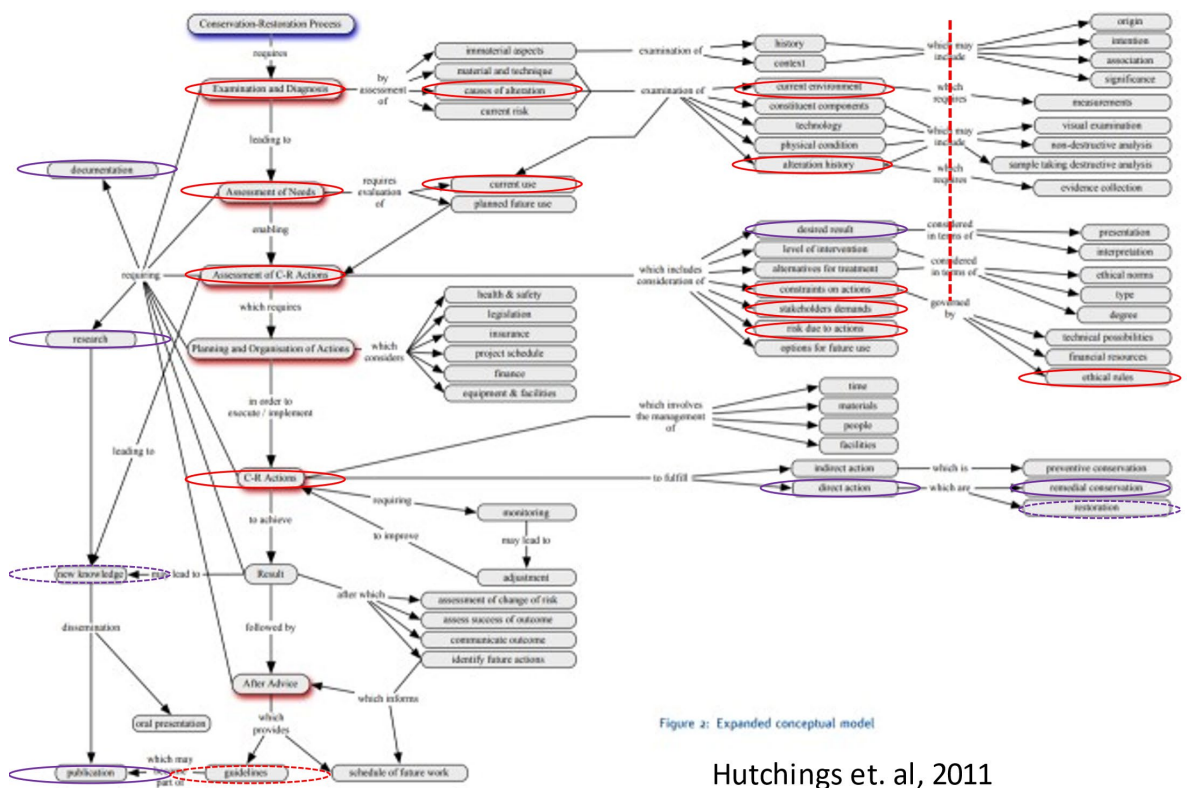 Conservation-Restoration Process
requires
Examination and Diagnosis
by
assessment
of
immaterial aspects
material and technique
causes of alteration
current risk
examination of
history
context
which may
include
origin
intention
association
significance
examination of
current environment
constituent components
technology
physical condition
alteration history
which
requires
measurements
which may
include
visual examination
non-destructive analysis
sample taking destructive analysis
which
requires
evidence collection
leading to
documentation
Assessment of Needs
requires
evaluation
of
current use
planned future use
enabling
requiring
Assessment of C-R Actions
which includes
consideration of
desired result
level of intervention
alternatives for treatment
constraints on actions
stakeholders demands
risk due to actions
options for future use
considered
in terms of
presentation
interpretation
considered
in terms of
ethical norms
type
degree
governed
by
technical possibilities
financial resources
ethical rules
which requires
research
Planning and Organisation of Actions
which
considers
health & safety
legislation
insurance
project schedule
finance
equipment & facilities
in order to
execute / implement
which involves
the management
of
time
materials
people
facilities
leading to
C-R Actions
to fulfill
indirect action
direct action
which is
which are
preventive conservation
remedial conservation
restoration
requiring
monitoring
may lead to
adjustment
to improve
to achieve
new knowledge
may lead to
Result
after which
assessment of change of risk
assess success of outcome
communicate outcome
identify future actions
dissemination
followed by
After Advice
which informs
oral presentation
which
provides
publication
which may
become
part of
guidelines
schedule of future work
Figure 2: Expanded conceptual model
Hutchings et. al, 2011